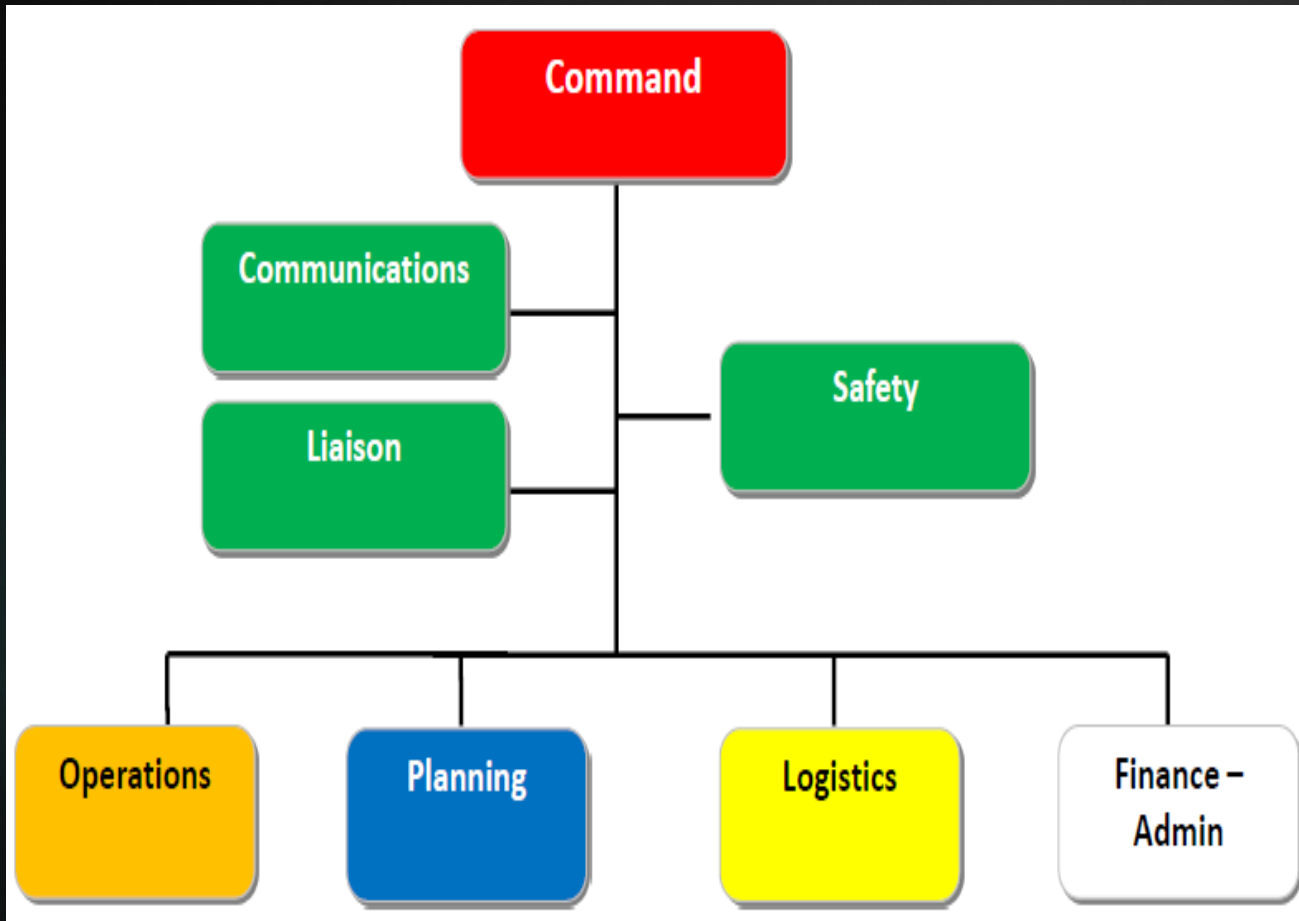 Command
Communications
Safety
Liaison
Operations
Planning
Logistics
Finance –
Admin